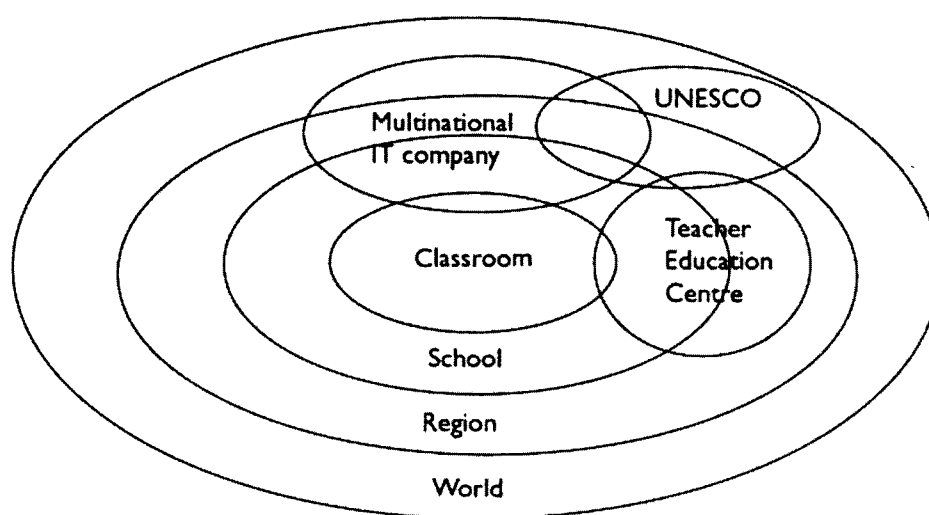 UNESCO
Multinational
IT company
Teacher
Education
Centre
Classroom
School
Region
World